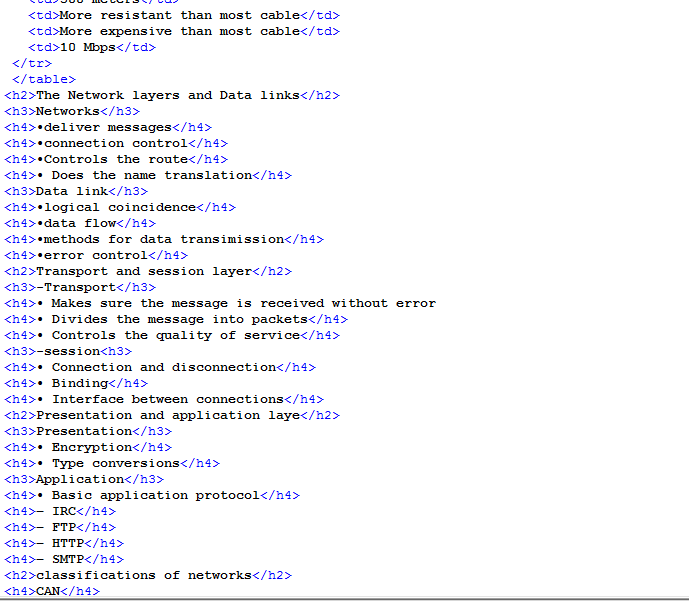 <td>500 meters</td>
<td>More resistant than most cable</td>
<td>More expensive than most cable</td>
<td>10 Mbps</td>
</tr>
</table>
<h2>The Network layers and Data links</h2>
<h3>Networks</h3>
<h4>•deliver messages</h4>
<h4>•connection control</h4>
<h4>•Controls the route</h4>
<h4>• Does the name translation</h4>
<h3>Data link</h3>
<h4>•logical coincidence</h4>
<h4>•data flow</h4>
<h4>•methods for data transimission</h4>
<h4>•error control</h4>
<h2>Transport and session layer</h2>
<h3>-Transport</h3>
<h4>• Makes sure the message is received without error
<h4>• Divides the message into packets</h4>
<h4>• Controls the quality of service</h4>
<h3>-session<h3>
<h4>• Connection and disconnection</h4>
<h4>• Binding</h4>
<h4>• Interface between connections</h4>
<h2>Presentation and application laye</h2>
<h3>Presentation</h3>
<h4>• Encryption</h4>
<h4>• Type conversions</h4>
<h3>Application</h3>
<h4>• Basic application protocol</h4>
<h4>– IRC</h4>
<h4>– FTP</h4>
<h4>– HTTP</h4>
<h4>– SMTP</h4>
<h2>classifications of networks</h2>
<h4>CAN</h4>